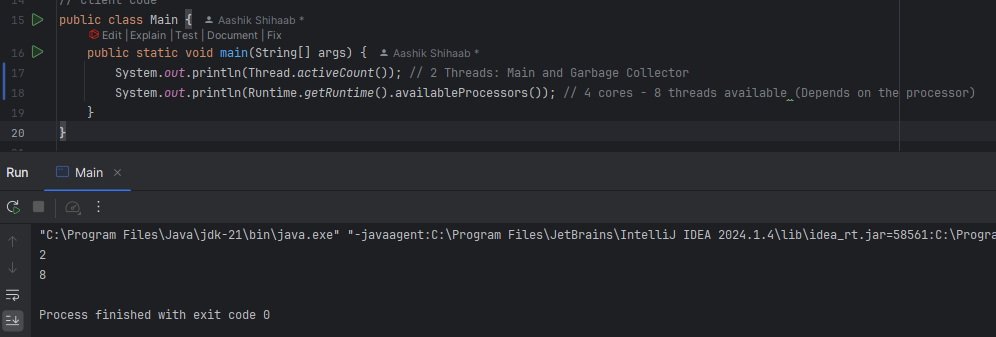 14 // Client Code
15 public class Main { Aashik Shihaab *
Edit | Explain | Test | Document | Fix
16 public static void main(String[] args) { Aashik Shihaab *
17 System.out.println(Thread.activeCount()); // 2 Threads: Main and Garbage Collector
18 System.out.println(Runtime.getRuntime().availableProcessors()); // 4 cores - 8 threads available (Depends on the processor)
19 }
20 }
Run Main ×
"C:\Program Files\Java\jdk-21\bin\java.exe" "-javaagent:C:\Program Files\JetBrains\IntelliJ IDEA 2024.1.4\lib\idea_rt.jar=58561:C:\Progra
2
8
Process finished with exit code 0